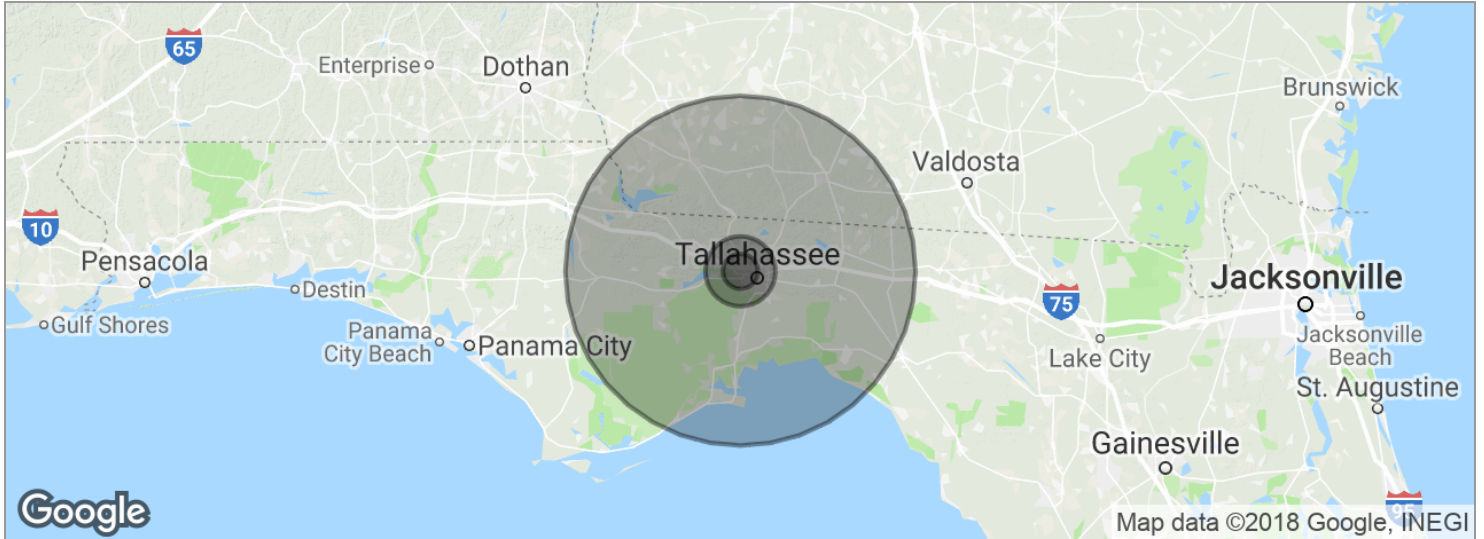 65
Enterprise
Dothan
Brunswick
Valdosta
10
Pensacola
Tallahassee
Jacksonville
Destin
75
Gulf Shores
Panama
City Beach
Panama City
Lake City
Jacksonville
Beach
St. Augustine
Gainesville
95
Google
Map data ©2018 Google, INEGI